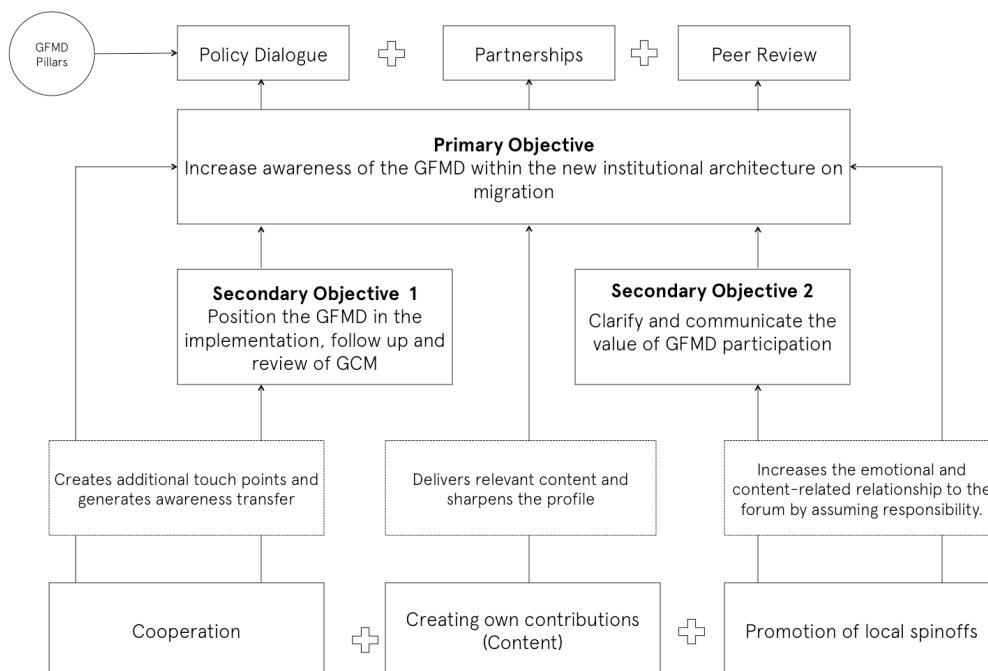 GFMD
Pillars
Policy Dialogue
Partnerships
Peer Review
Primary Objective
Increase awareness of the GFMD within the new institutional architecture on
migration
Secondary Objective 1
Position the GFMD in the
implementation, follow up and
review of GCM
Secondary Objective 2
Clarify and communicate the
value of GFMD participation
Creates additional touch points and
generates awareness transfer
Delivers relevant content and
sharpens the profile
Increases the emotional and
content-related relationship to the
forum by assuming responsibility.
Cooperation
Creating own contributions
(Content)
Promotion of local spinoffs